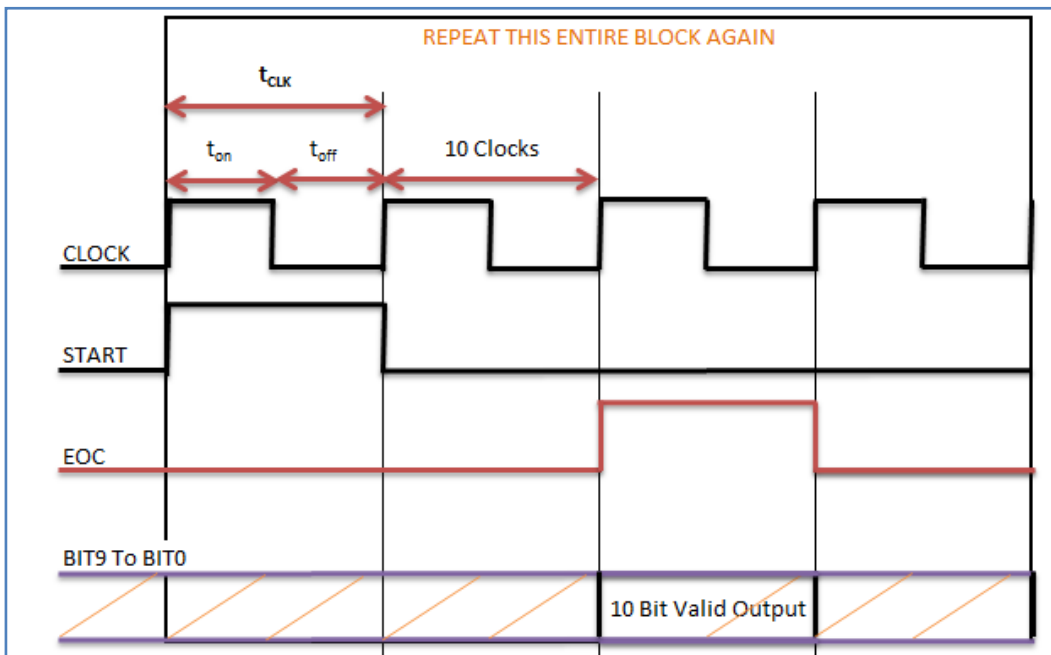 REPEAT THIS ENTIRE BLOCK AGAIN
tCLK
ton toff 10 Clocks
CLOCK
START
EOC
BIT9 To BIT0
10 Bit Valid Output